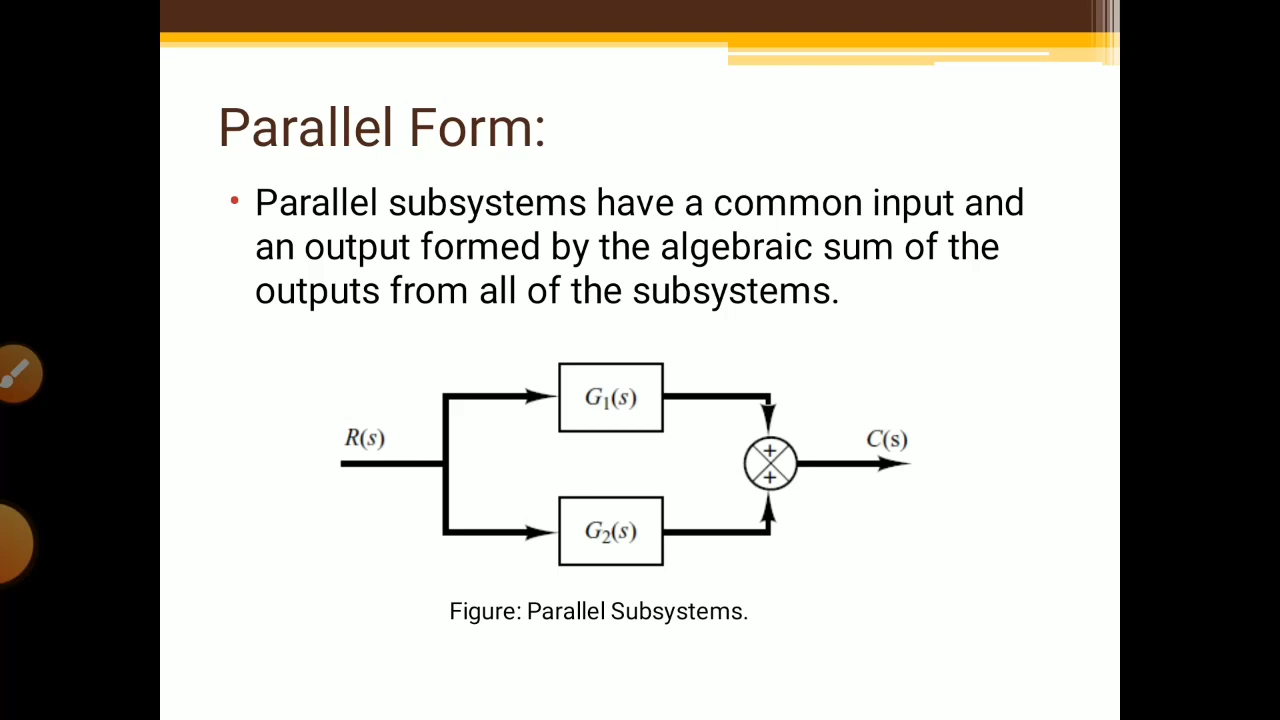 Parallel Form:
• Parallel subsystems have a common input and
an output formed by the algebraic sum of the
outputs from all of the subsystems.
G₁(s)
R(s)
C(s)
+
+
G₂(s)
Figure: Parallel Subsystems.